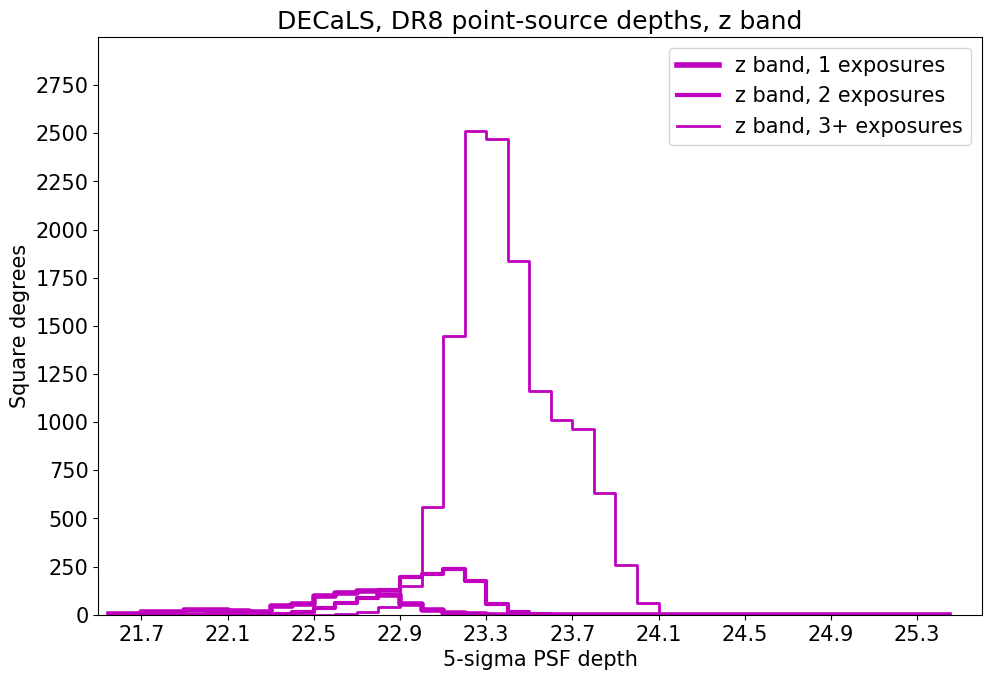 DECaLS, DR8 point-source depths, z band
z band, 1 exposures
z band, 2 exposures
z band, 3+ exposures
Square degrees
2750
2500
2250
2000
1750
1500
1250
1000
750
500
250
0
21.7 22.1 22.5 22.9 23.3 23.7 24.1 24.5 24.9 25.3
5-sigma PSF depth